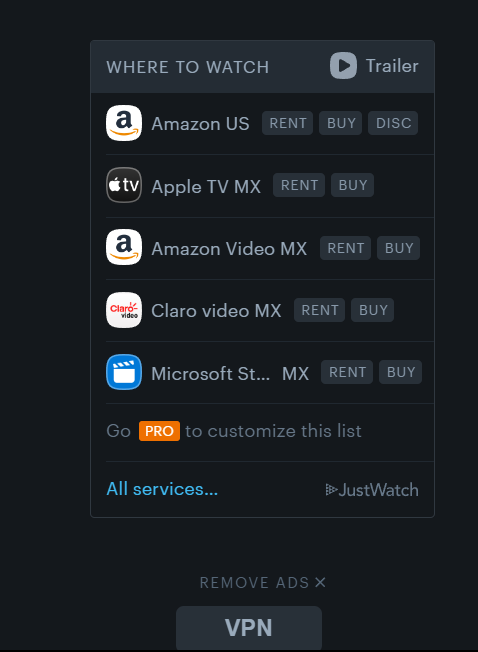 WHERE TO WATCH Trailer
a Amazon US RENT BUY DISC
tv Apple TV MX RENT BUY
a Amazon Video MX RENT BUY
Claro video Claro video MX RENT BUY
Microsoft St... MX RENT BUY
Go PRO to customize this list
All services... JustWatch
REMOVE ADS ×
VPN